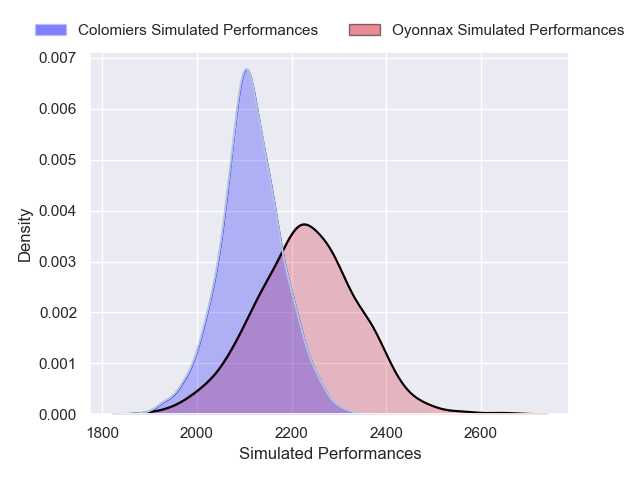 Colomiers Simulated Performances Oyonnax Simulated Performances
0.007
0.006
0.005
0.004
0.003
0.002
0.001
0.000
Density
1800 2000 2200 2400 2600
Simulated Performances